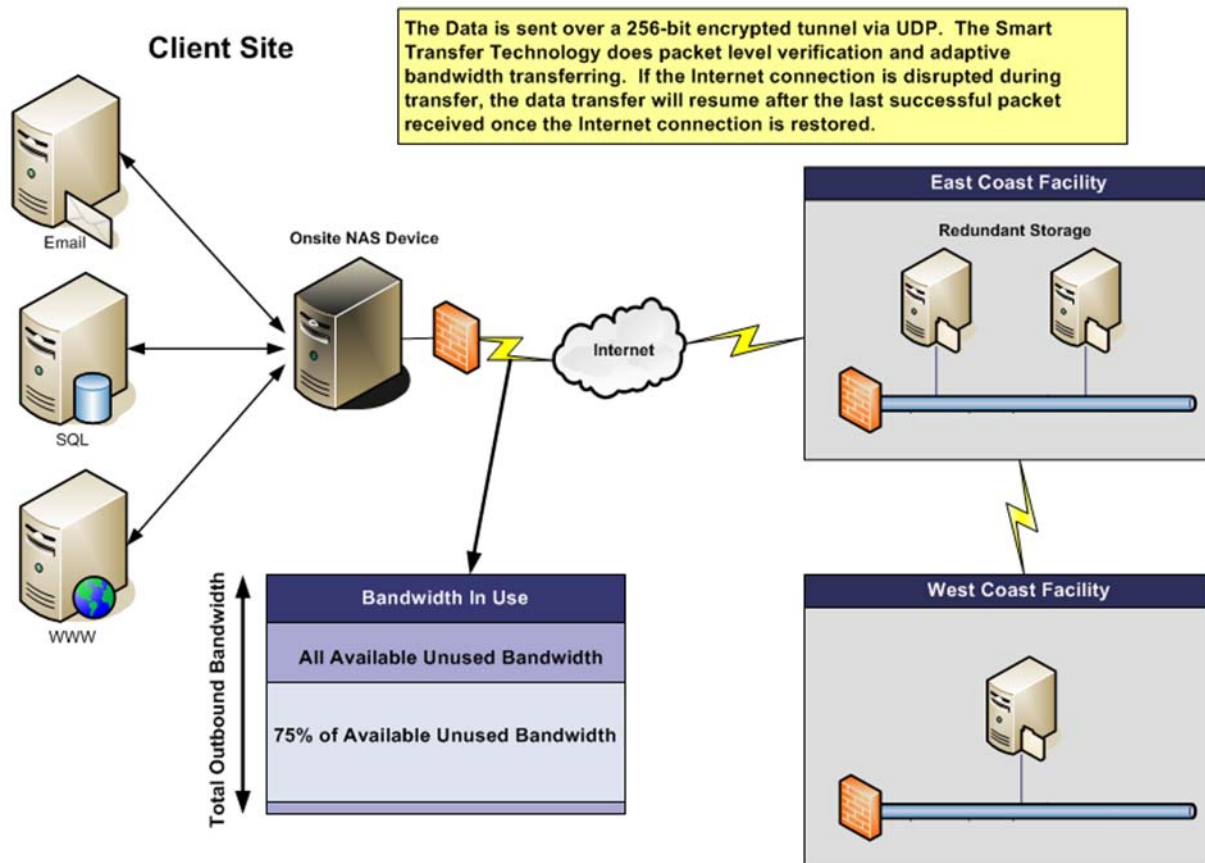 Client Site
The Data is sent over a 256-bit encrypted tunnel via UDP. The Smart
Transfer Technology does packet level verification and adaptive
bandwidth transferring. If the Internet connection is disrupted during
transfer, the data transfer will resume after the last successful packet
received once the Internet connection is restored.
Email
SQL
WWW
Onsite NAS Device
Internet
East Coast Facility
Redundant Storage
Total Outbound Bandwidth
Bandwidth In Use
All Available Unused Bandwidth
75% of Available Unused Bandwidth
West Coast Facility